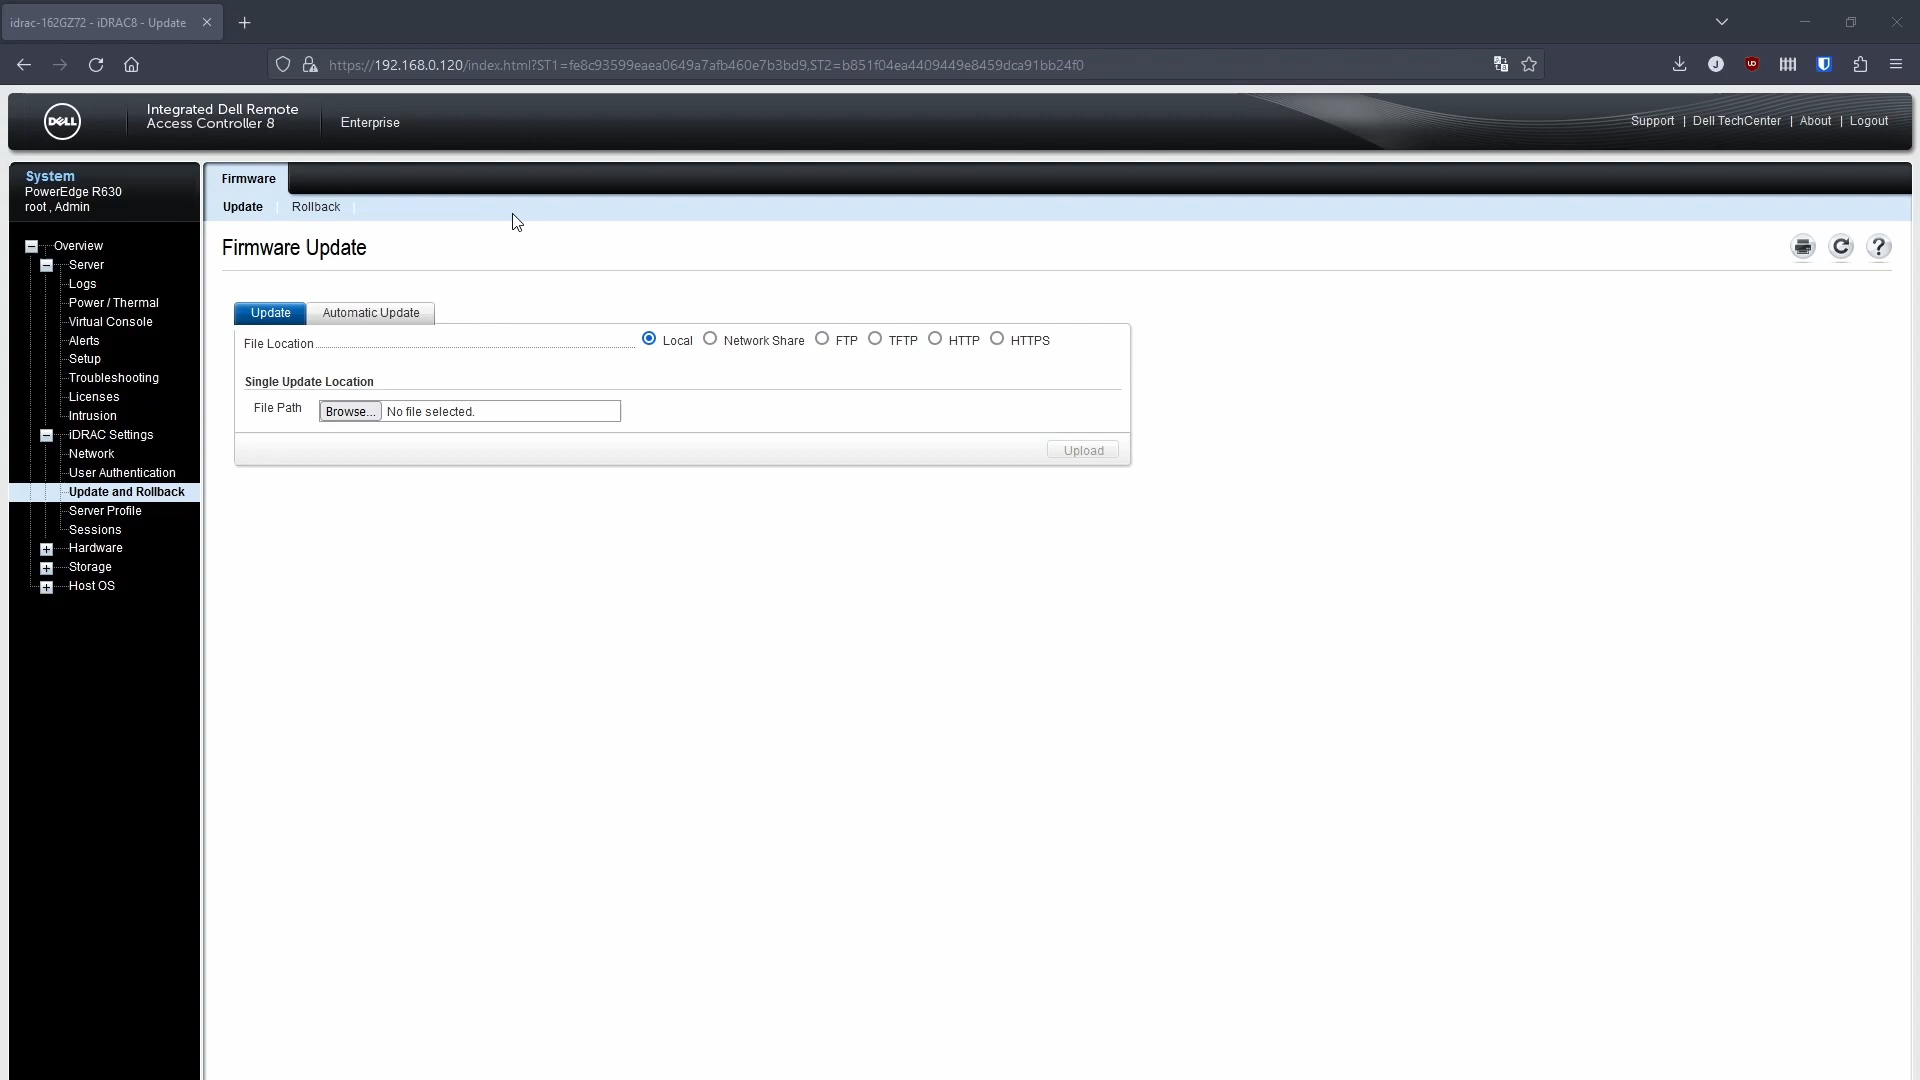 idrac-162GZ72 - iDRAC8 - Update
https://192.168.0.120/index.html?ST1=fe8c93599eaea0649a7afb460e7b3bd9,ST2=b851f04ea4409449e8459dca91bb24f0
J
DELL
Integrated Dell Remote
Access Controller 8
Enterprise
Support | Dell TechCenter | About | Logout
System
PowerEdge R630
root , Admin
Overview
Server
Logs
Power / Thermal
Virtual Console
Alerts
Setup
Troubleshooting
Licenses
Intrusion
iDRAC Settings
Network
User Authentication
Update and Rollback
Server Profile
Sessions
Hardware
Storage
Host OS
Firmware
Update | Rollback |
Firmware Update
Update Automatic Update
File Location Local Network Share FTP TFTP HTTP HTTPS
Single Update Location
File Path Browse... No file selected.
Upload